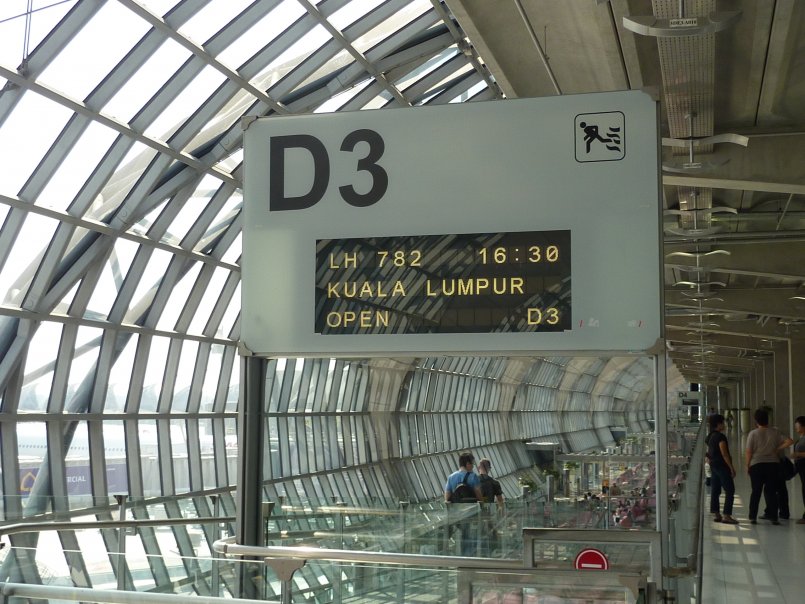 D3
LH 782 16:30
KUALA LUMPUR
OPEN D3